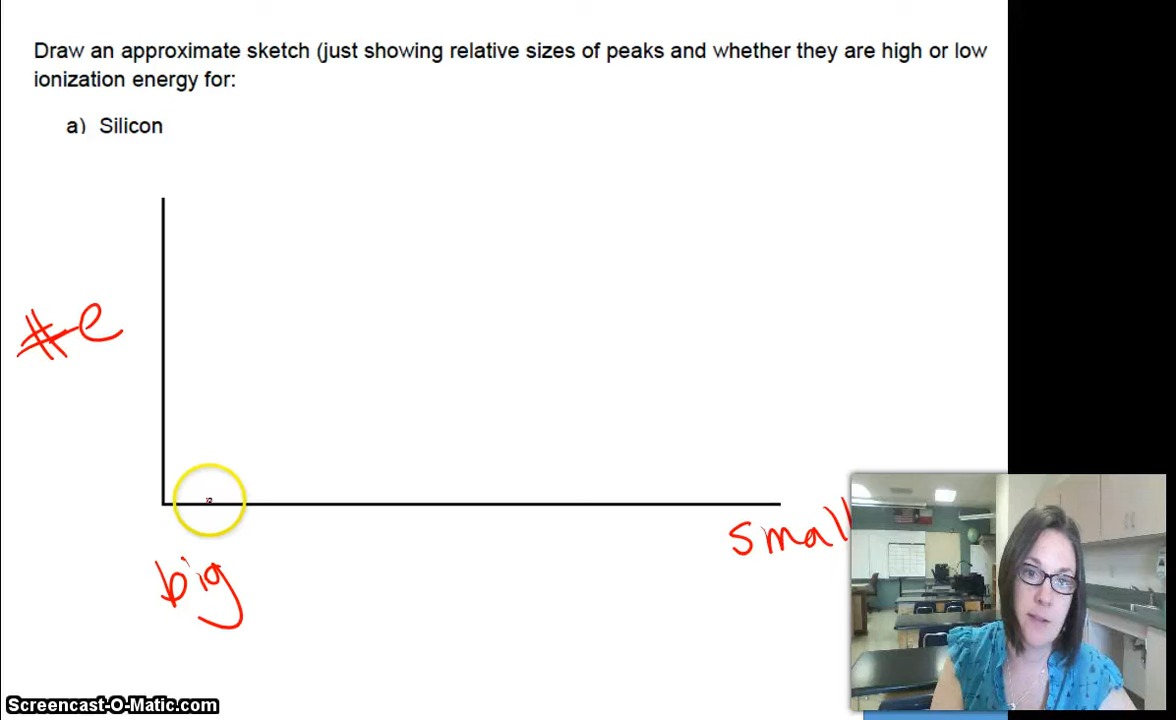 Draw an approximate sketch (just showing relative sizes of peaks and whether they are high or low
ionization energy for:
a) Silicon
#e
small
big
Screencast-O-Matic.com